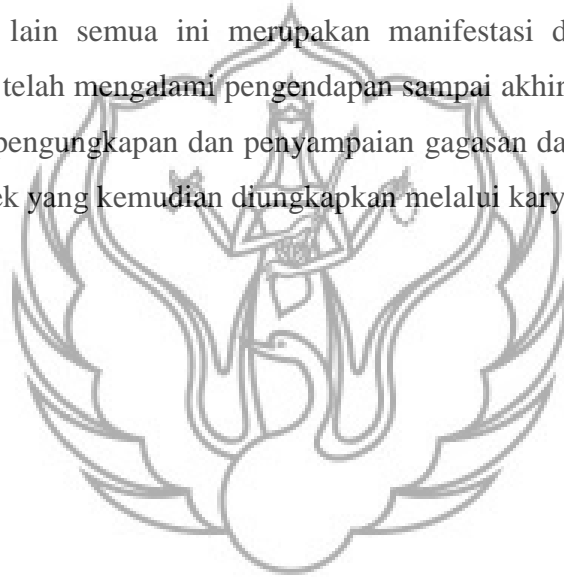 lain semua ini merupakan manifestasi d
telah mengalami pengendapan sampai akhir
pengungkapan dan penyampaian gagasan da
ek yang kemudian diungkapkan melalui kary